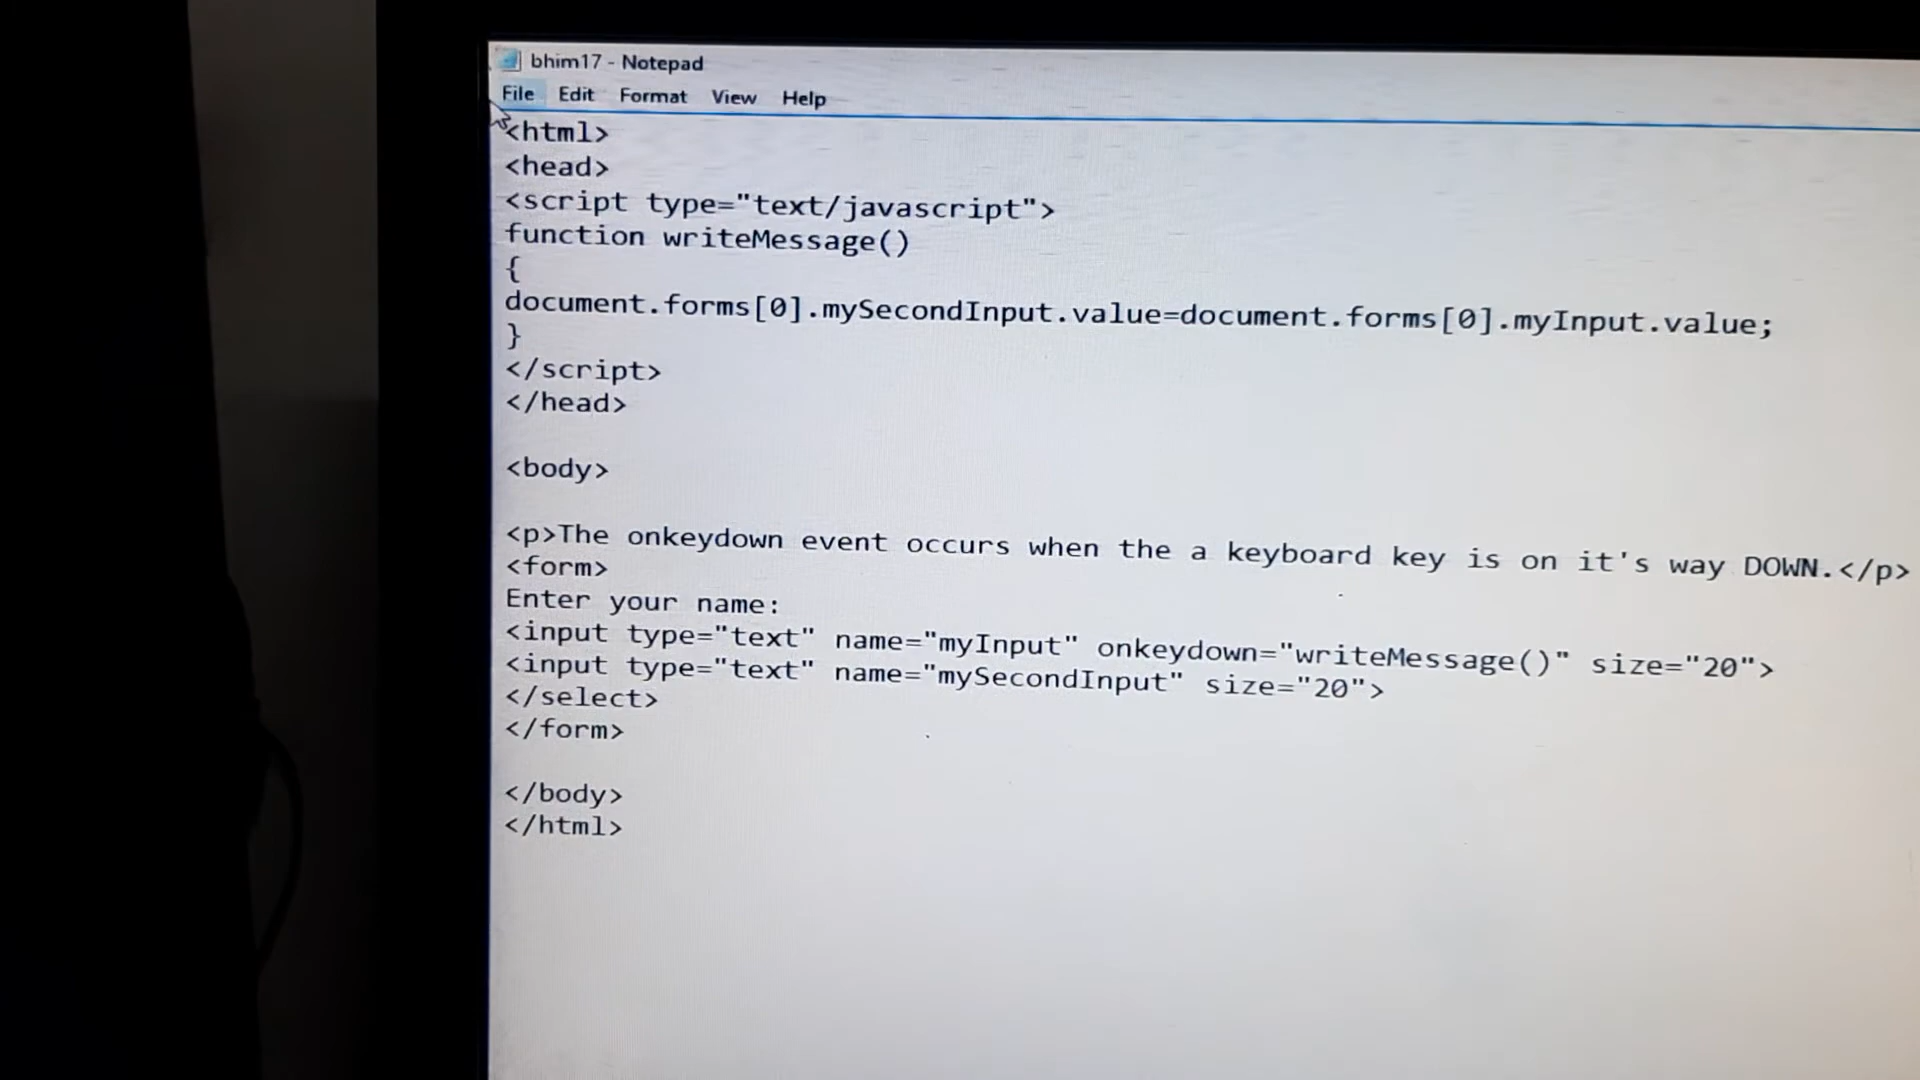 bhim17 - Notepad
File Edit Format View Help
<html>
<head>
<script type="text/javascript">
function writeMessage()
{
document.forms[0].mySecondInput.value=document.forms[0].myInput.value;
}
</script>
</head>
<body>
<p>The onkeydown event occurs when the a keyboard key is on it's way DOWN.</p>
<form>
Enter your name:
<input type="text" name="myInput" onkeydown="writeMessage()" size="20">
<input type="text" name="mySecondInput" size="20">
</select>
</form>
</body>
</html>